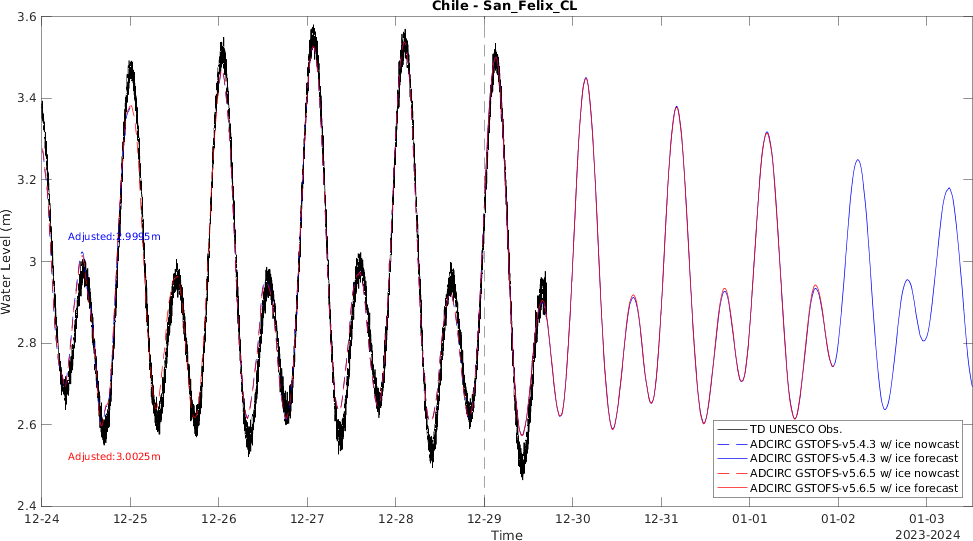 Chile - San_Felix_CL
3.6
3.4
3.2
3
2.8
2.6
2.4
Water Level (m)
Adjusted:2.9995m
Adjusted:3.0025m
TD UNESCO Obs.
ADCIRC GSTOFS-v5.4.3 w/ ice nowcast
ADCIRC GSTOFS-v5.4.3 w/ ice forecast
ADCIRC GSTOFS-v5.6.5 w/ ice nowcast
ADCIRC GSTOFS-v5.6.5 w/ ice forecast
12-24 12-25 12-26 12-27 12-28 12-29 12-30 12-31 01-01 01-02 01-03
Time
2023-2024